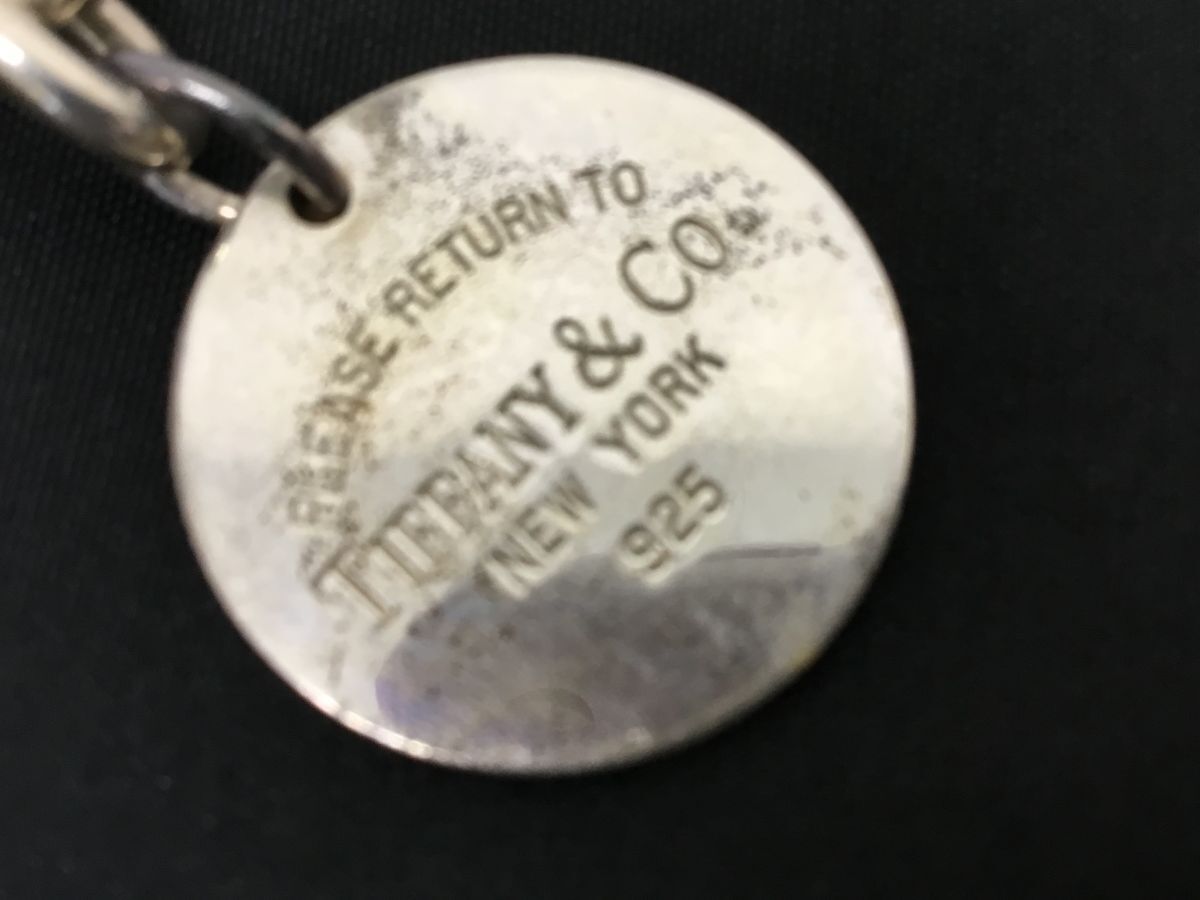 PLEASE RETURN TO
TIFFANY & CO.
NEW YORK
925